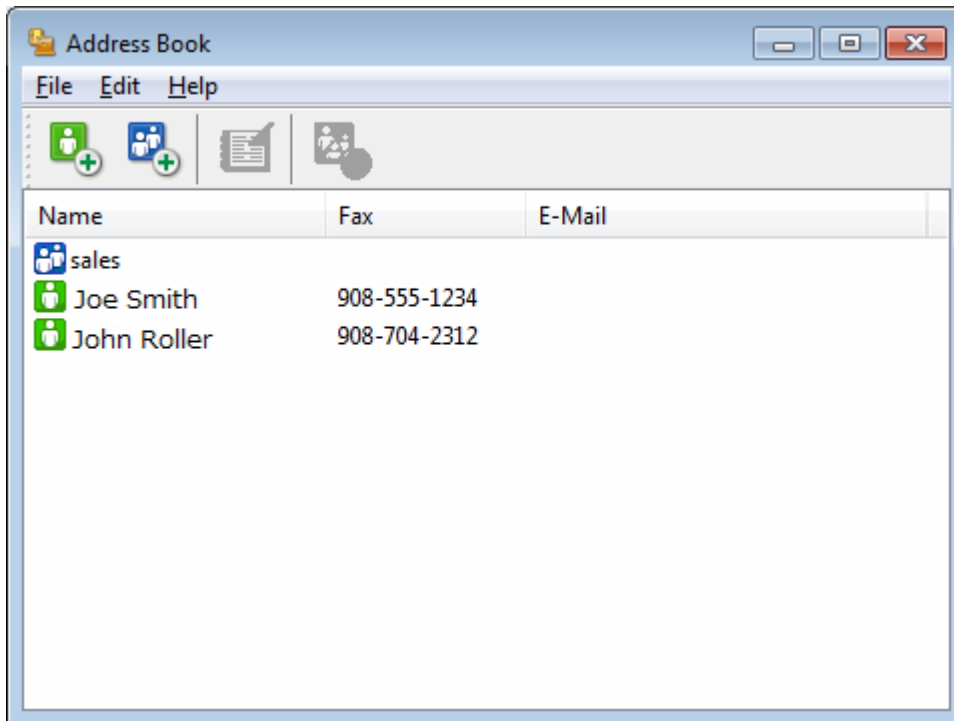 Address Book
File Edit Help
Name Fax E-Mail
sales
Joe Smith 908-555-1234
John Roller 908-704-2312